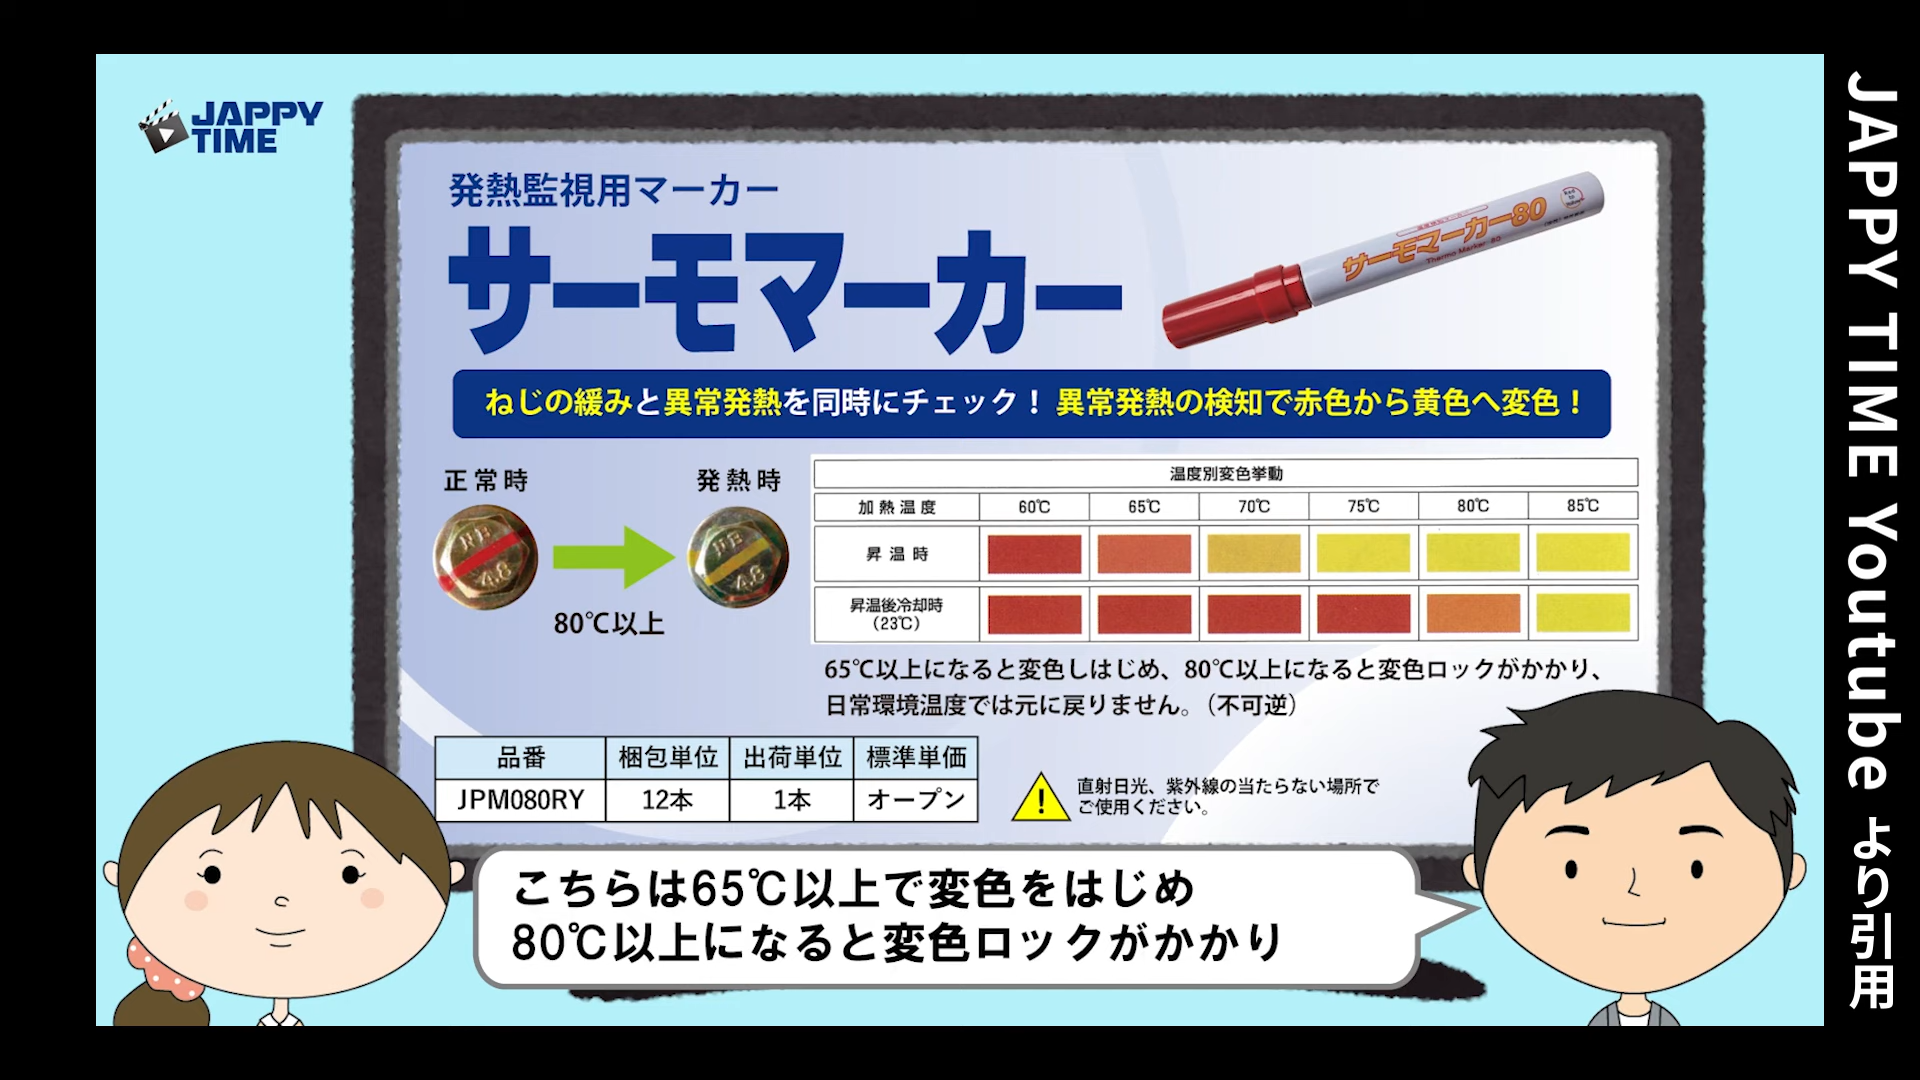 JAPPY
TIME
発熱監視用マーカー
サーモマーカー
サーモマーカー80
Thermo Marker 80
ねじの緩みと異常発熱を同時にチェック！ 異常発熱の検知で赤色から黄色へ変色！
正常時
発熱時
80℃以上
温度別変色挙動
加熱温度 60℃ 65℃ 70℃ 75℃ 80℃ 85℃
昇温時
昇温後冷却時
（23℃）
65℃以上になると変色しはじめ、80℃以上になると変色ロックがかかり、
日常環境温度では元に戻りません。（不可逆）
品番 梱包単位 出荷単位 標準単価
JPM080RY 12本 1本 オープン
直射日光、紫外線の当たらない場所で
ご使用ください。
こちらは65℃以上で変色をはじめ
80℃以上になると変色ロックがかかり
JAPPY TIME Youtube より引用